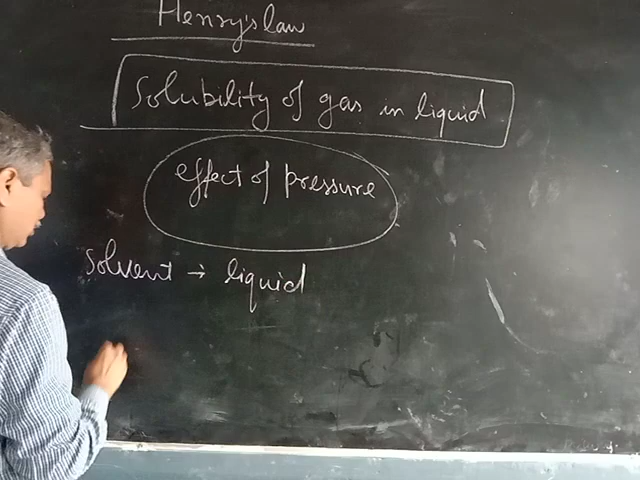 Henry's law
Solubility of gas in liquid
effect of pressure
Solvent → liquid